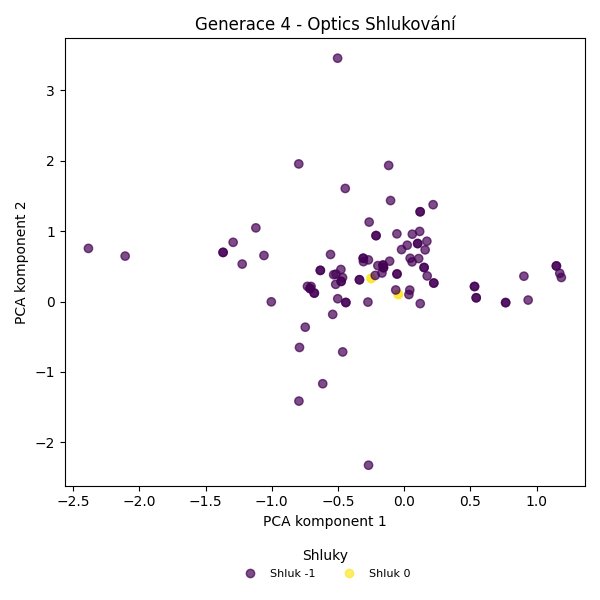 Generace 4 - Optics Shlukování
PCA komponent 2
3
2
1
0
−1
−2
−2.5 −2.0 −1.5 −1.0 −0.5 0.0 0.5 1.0
PCA komponent 1
Shluky
Shluk -1 Shluk 0